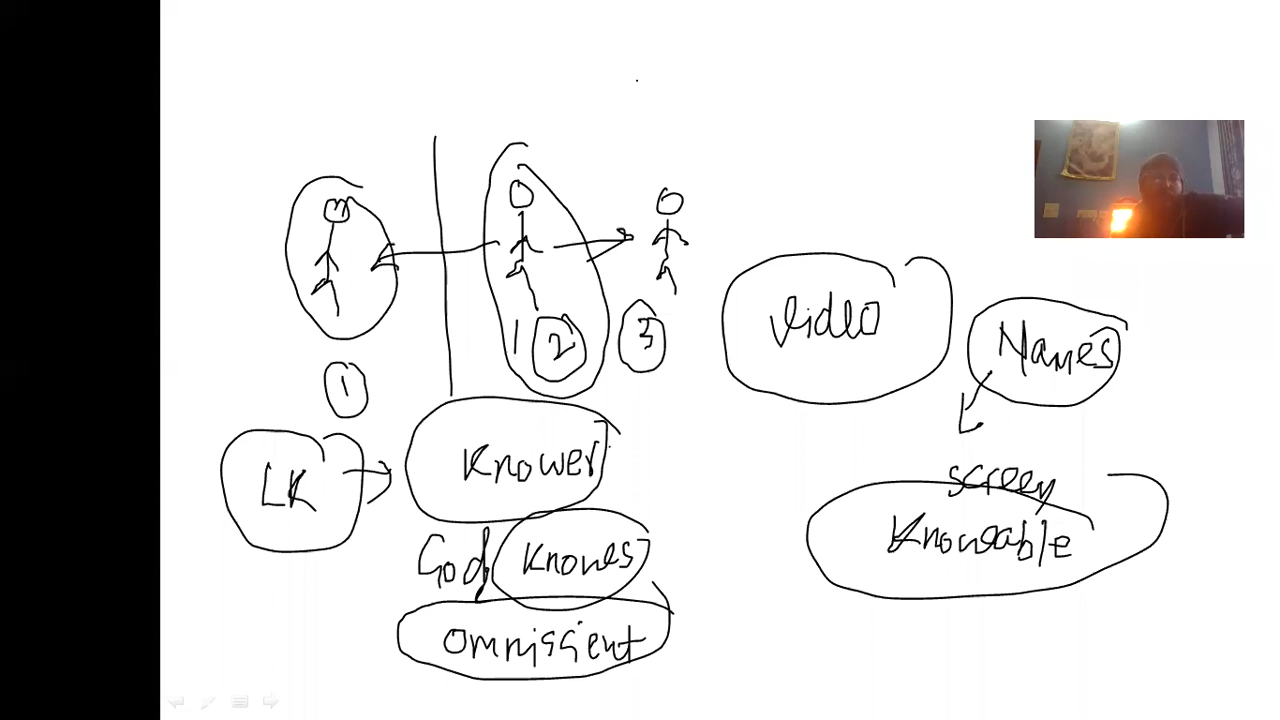 1 2
3
1
Video
Names
LK
Knower
screen
Knowable
God Knows
Omniscient